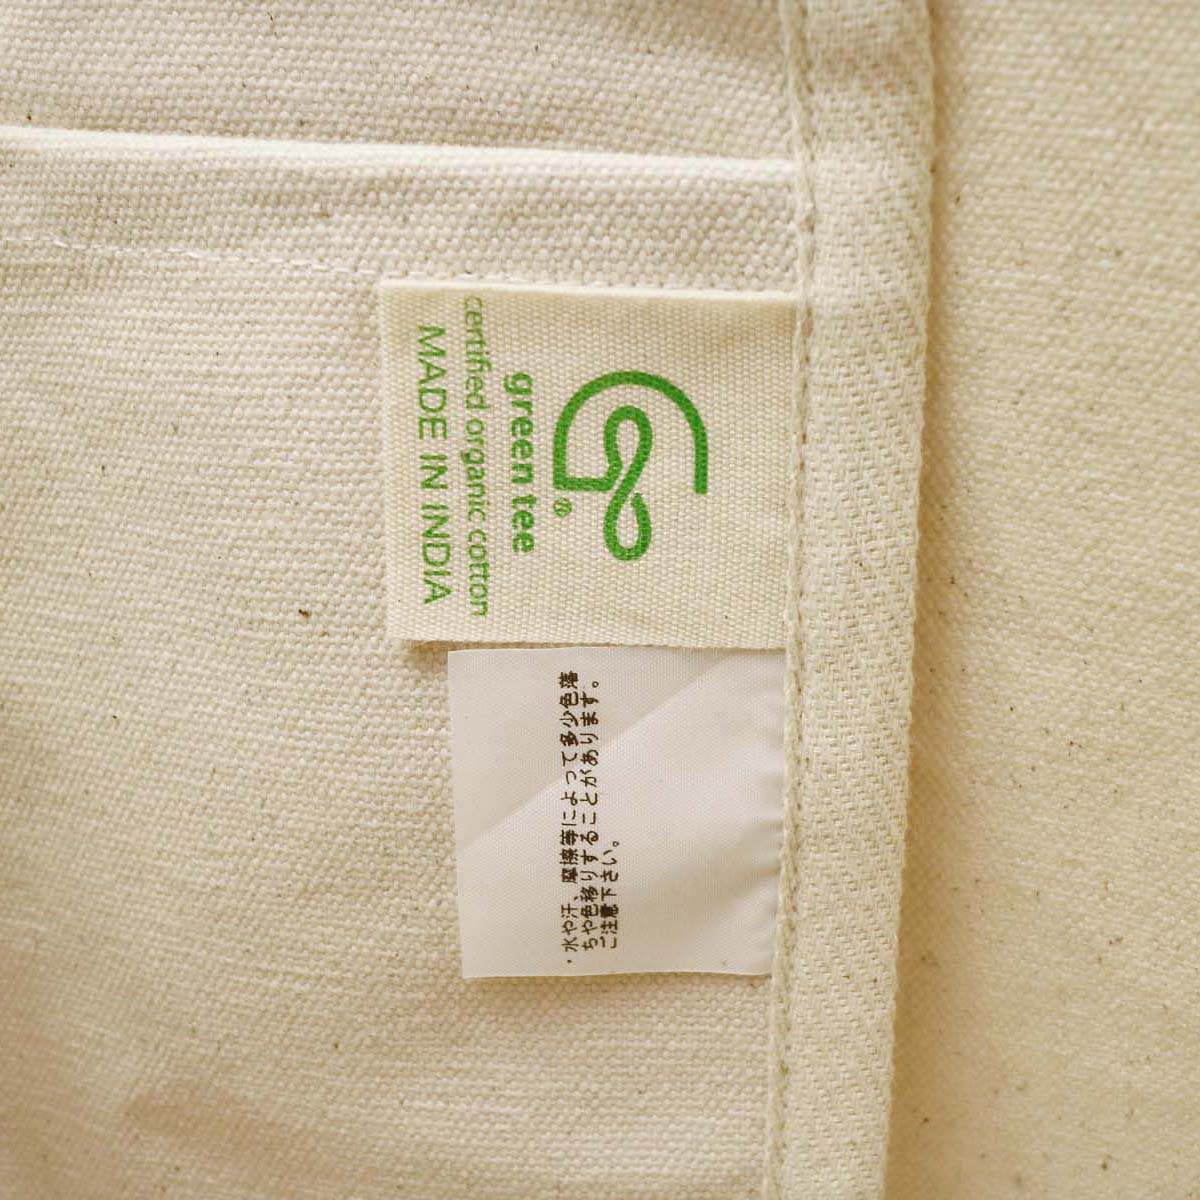 green tee
®
certified organic cotton
MADE IN INDIA
・水や汗、摩擦等によって多少色落
ちや色移りすることがあります。
ご注意下さい。